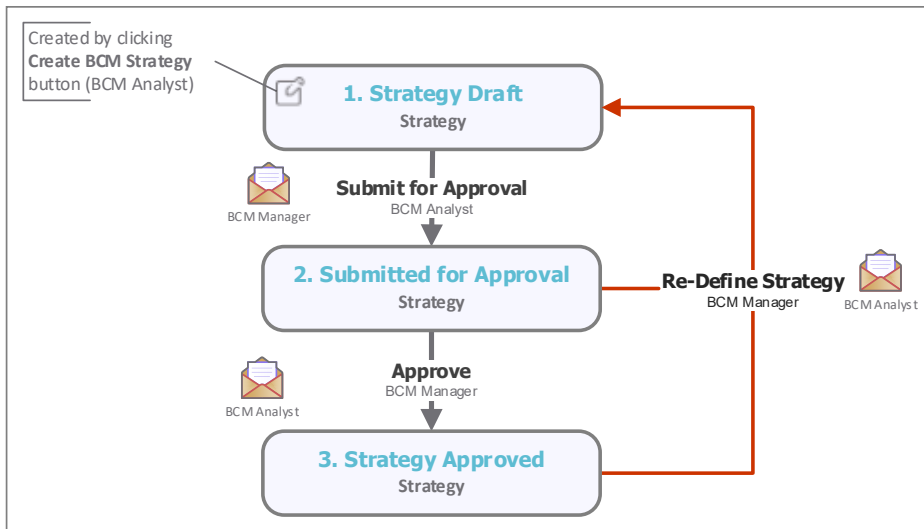 Created by clicking
Create BCM Strategy
button (BCM Analyst)
1. Strategy Draft
Strategy
BCM Manager
Submit for Approval
BCM Analyst
2. Submitted for Approval
Strategy
Re-Define Strategy
BCM Manager
BCM Analyst
Approve
BCM Manager
BCM Analyst
3. Strategy Approved
Strategy